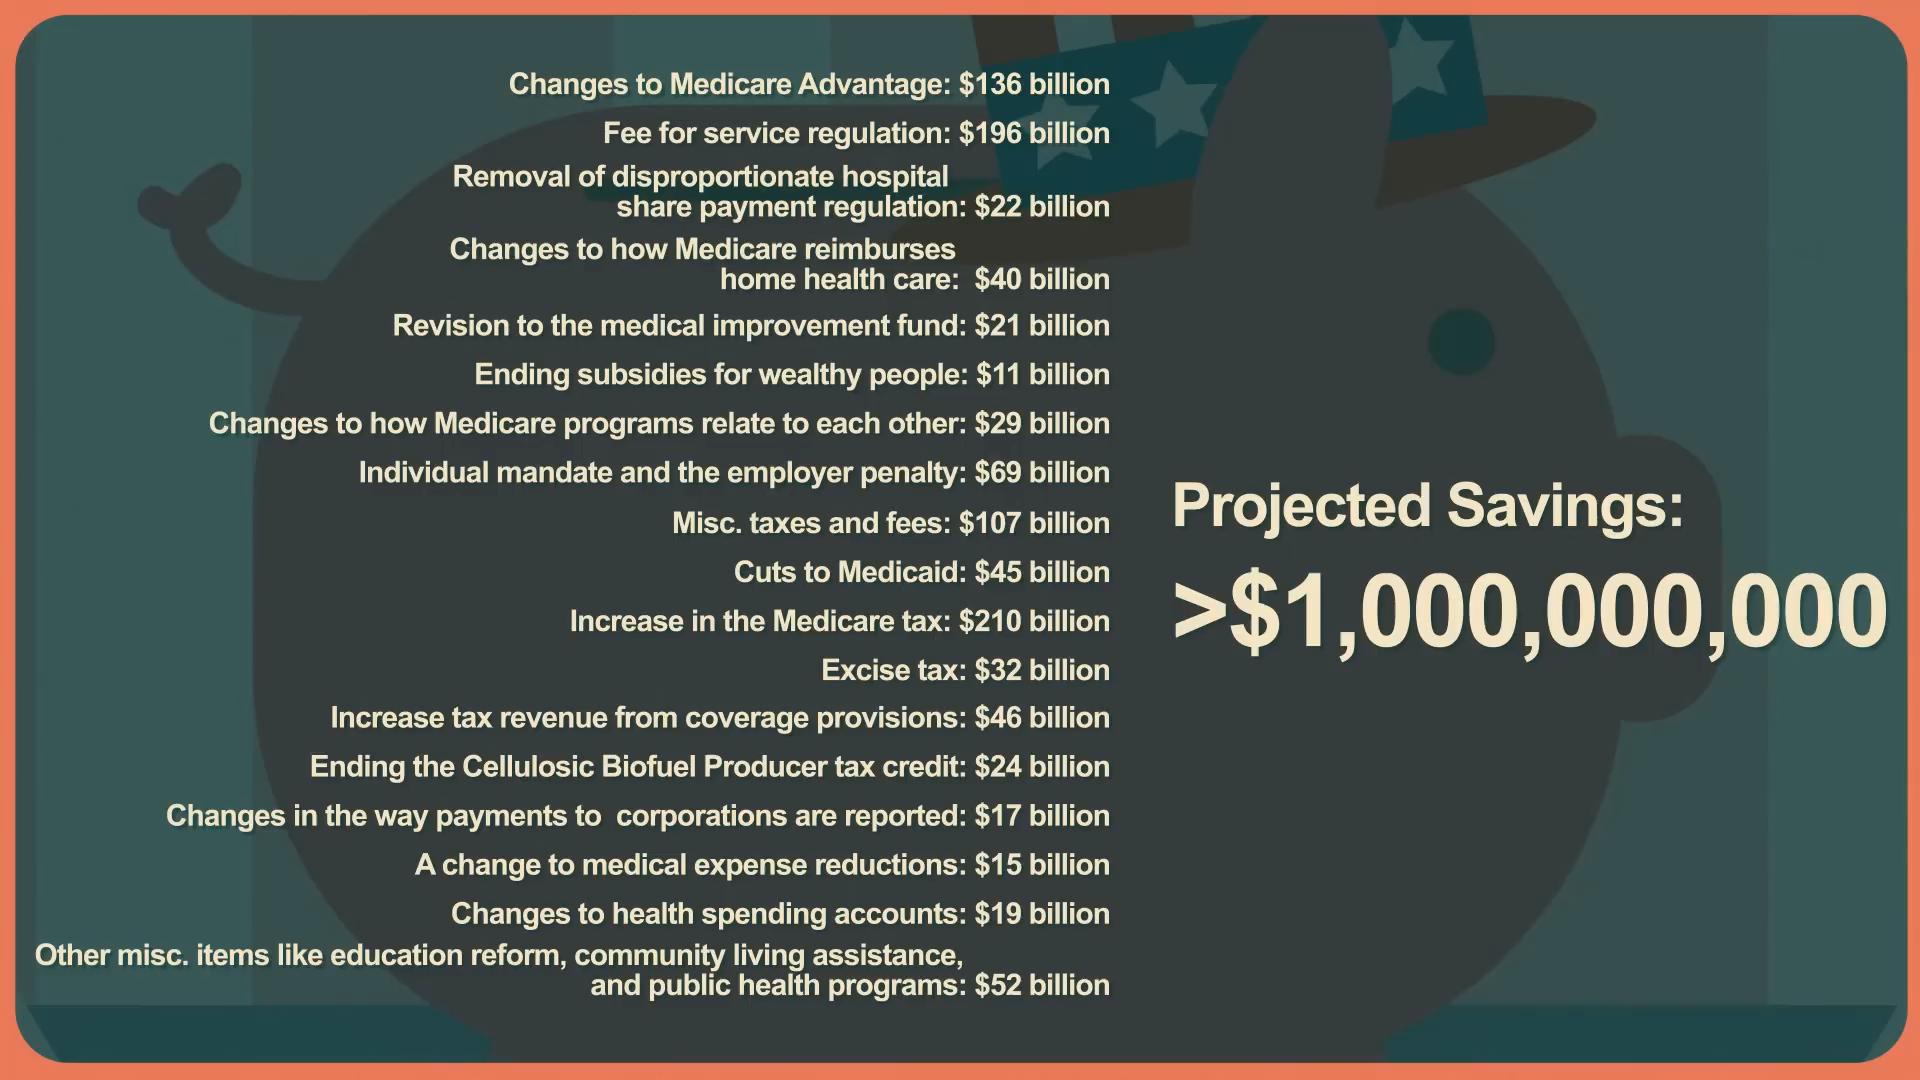 Changes to Medicare Advantage: $136 billion
Fee for service regulation: $196 billion
Removal of disproportionate hospital
share payment regulation: $22 billion
Changes to how Medicare reimburses
home health care: $40 billion
Revision to the medical improvement fund: $21 billion
Ending subsidies for wealthy people: $11 billion
Changes to how Medicare programs relate to each other: $29 billion
Individual mandate and the employer penalty: $69 billion
Misc. taxes and fees: $107 billion
Cuts to Medicaid: $45 billion
Increase in the Medicare tax: $210 billion
Excise tax: $32 billion
Increase tax revenue from coverage provisions: $46 billion
Ending the Cellulosic Biofuel Producer tax credit: $24 billion
Changes in the way payments to corporations are reported: $17 billion
A change to medical expense reductions: $15 billion
Changes to health spending accounts: $19 billion
Other misc. items like education reform, community living assistance,
and public health programs: $52 billion
Projected Savings:
>$1,000,000,000